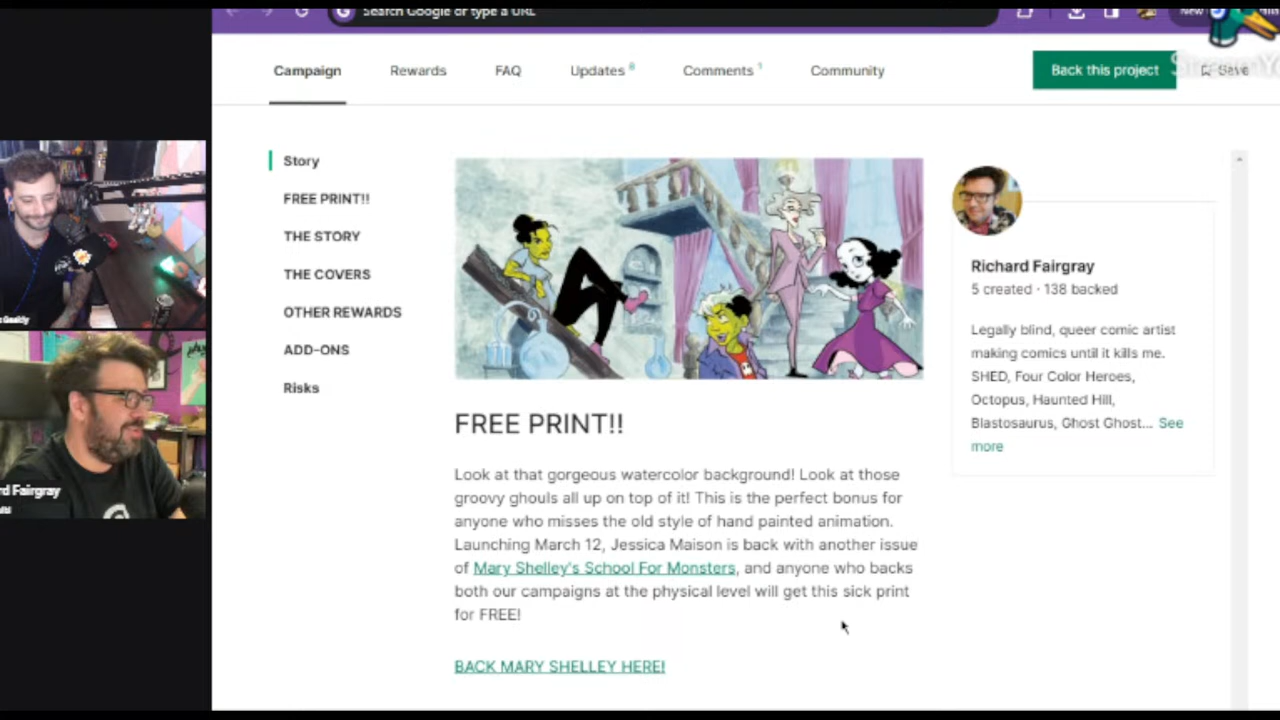 Search Google or type a URL
New
Campaign
Rewards
FAQ
Updates 8
Comments 1
Community
Back this project
Save
Story
FREE PRINT!!
THE STORY
THE COVERS
OTHER REWARDS
ADD-ONS
Risks
Geekly
rd Fairgray
FREE PRINT!!
Look at that gorgeous watercolor background! Look at those
groovy ghouls all up on top of it! This is the perfect bonus for
anyone who misses the old style of hand painted animation.
Launching March 12, Jessica Maison is back with another issue
of Mary Shelley's School For Monsters, and anyone who backs
both our campaigns at the physical level will get this sick print
for FREE!
BACK MARY SHELLEY HERE!
Richard Fairgray
5 created · 138 backed
Legally blind, queer comic artist
making comics until it kills me.
SHED, Four Color Heroes,
Octopus, Haunted Hill,
Blastosaurus, Ghost Ghost... See
more